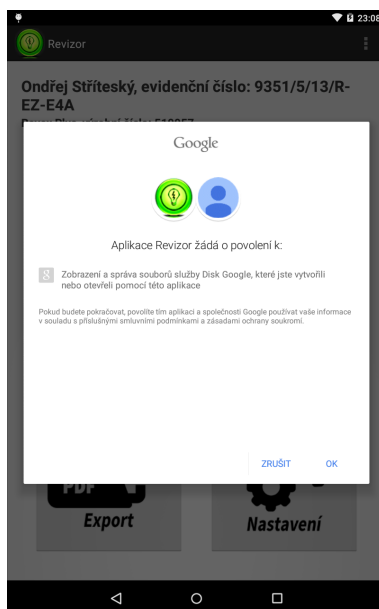 23:08
Revizor
Ondřej Stříteský, evidenční číslo: 9351/5/13/R-
EZ-E4A
Google
Aplikace Revizor žádá o povolení k:
8
Zobrazení a správa souborů služby Disk Google, které jste vytvořili
nebo otevřeli pomocí této aplikace
Pokud budete pokračovat, povolíte tím aplikaci a společnosti Google používat vaše informace
v souladu s příslušnými smluvními podmínkami a zásadami ochrany soukromí.
ZRUŠIT OK
PDF
Export Nastavení